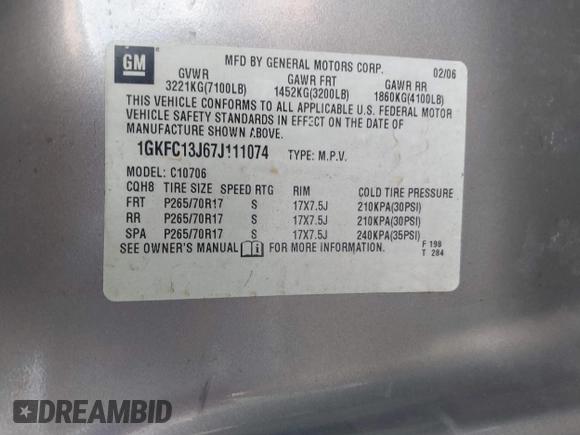 GM
MFD BY GENERAL MOTORS CORP. 02/06
GVWR GAWR FRT GAWR RR
3221KG(7100LB) 1452KG(3200LB) 1860KG(4100LB)
THIS VEHICLE CONFORMS TO ALL APPLICABLE U.S. FEDERAL MOTOR
VEHICLE SAFETY STANDARDS IN EFFECT ON THE DATE OF
MANUFACTURE SHOWN ABOVE.
1GKFC13J67J111074 TYPE: M.P.V.
MODEL: C10706
CQH8 TIRE SIZE SPEED RTG RIM COLD TIRE PRESSURE
FRT P265/70R17 S 17X7.5J 210KPA(30PSI)
RR P265/70R17 S 17X7.5J 210KPA(30PSI)
SPA P265/70R17 S 17X7.5J 240KPA(35PSI)
SEE OWNER'S MANUAL FOR MORE INFORMATION.
F 198
T 284
DREAMBID